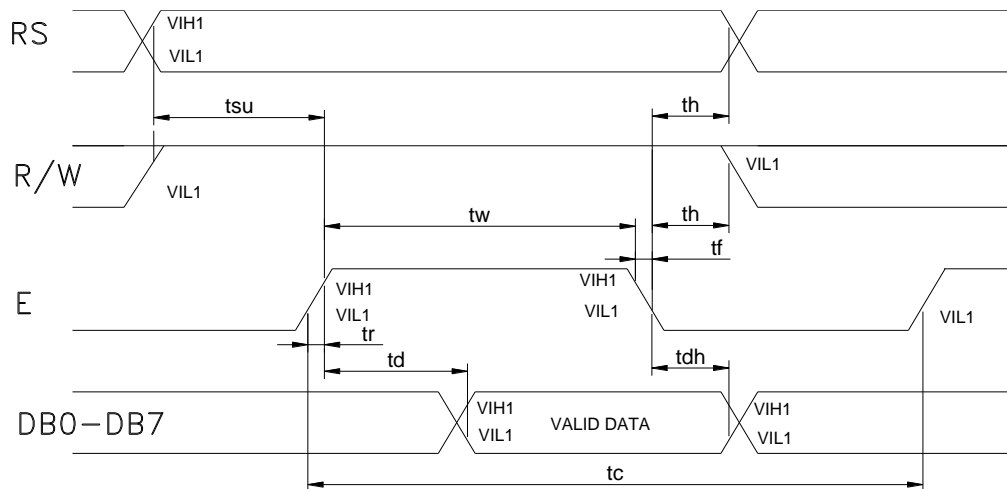 RS
VIH1
VIL1
tsu
th
R/W
VIL1
VIL1
tw
th
tf
E
VIH1
VIL1
VIH1
VIL1
VIL1
tr
td
tdh
DB0-DB7
VIH1
VIL1
VALID DATA
VIH1
VIL1
tc